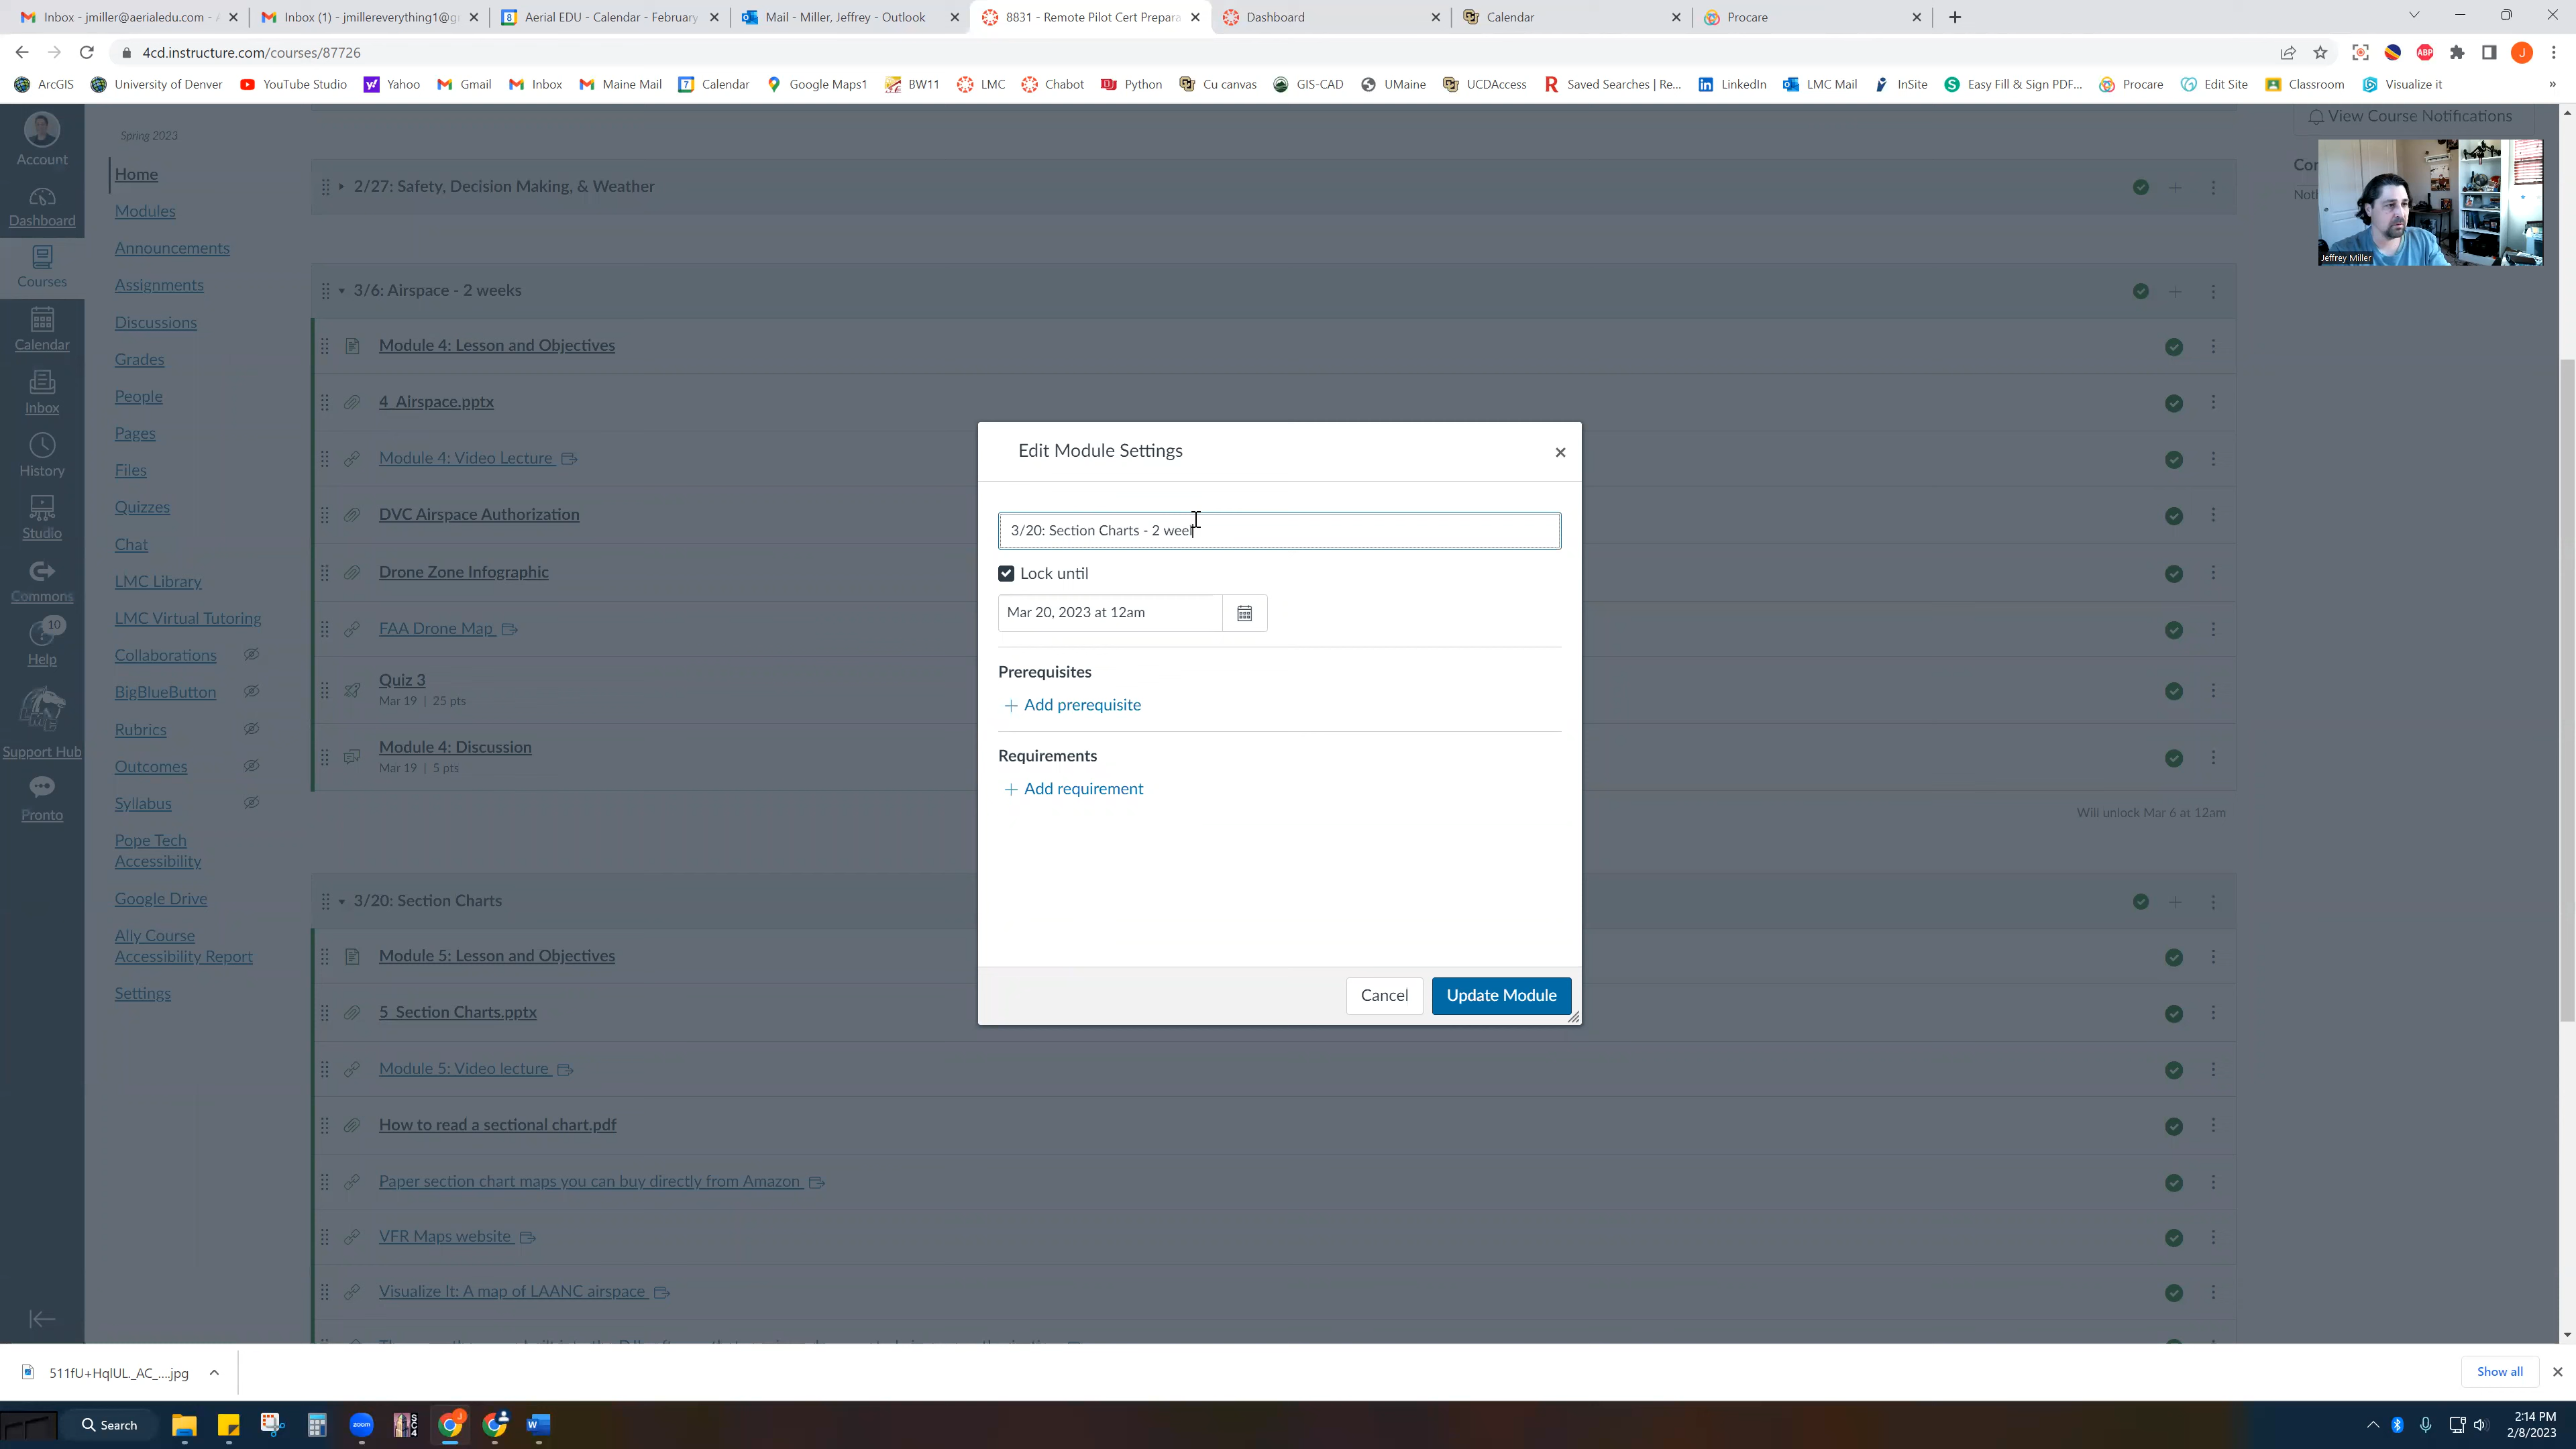 Inbox - jmiller@aerialedu.com - A
Inbox (1) - jmillereverything1@g
Aerial EDU - Calendar - February
Mail - Miller, Jeffrey - Outlook
8831 - Remote Pilot Cert Prepara
Dashboard
Calendar
Procare
4cd.instructure.com/courses/87726
ArcGIS
University of Denver
YouTube Studio
Yahoo
Gmail
Inbox
Maine Mail
Calendar
Google Maps1
BW11
LMC
Chabot
Python
Cu canvas
GIS-CAD
UMaine
UCDAccess
Saved Searches | Re...
LinkedIn
LMC Mail
InSite
Easy Fill & Sign PDF...
Procare
Edit Site
Classroom
Visualize it
Account
Dashboard
Courses
Calendar
Inbox
History
Studio
Commons
10
Help
Support Hub
Pronto
Spring 2023
Home
Modules
Announcements
Assignments
Discussions
Grades
People
Pages
Files
Quizzes
Chat
LMC Library
LMC Virtual Tutoring
Collaborations
BigBlueButton
Rubrics
Outcomes
Syllabus
Pope Tech
Accessibility
Google Drive
Ally Course
Accessibility Report
Settings
View Course Notifications
Jeffrey Miller
2/27: Safety, Decision Making, & Weather
3/6: Airspace - 2 weeks
Module 4: Lesson and Objectives
4_Airspace.pptx
Module 4: Video Lecture
DVC Airspace Authorization
Drone Zone Infographic
FAA Drone Map
Quiz 3
Mar 19 | 25 pts
Module 4: Discussion
Mar 19 | 5 pts
Will unlock Mar 6 at 12am
3/20: Section Charts
Module 5: Lesson and Objectives
5_Section Charts.pptx
Module 5: Video lecture
How to read a sectional chart.pdf
Paper section chart maps you can buy directly from Amazon
VFR Maps website
Visualize It: A map of LAANC airspace
Edit Module Settings
3/20: Section Charts - 2 week
Lock until
Mar 20, 2023 at 12am
Prerequisites
+ Add prerequisite
Requirements
+ Add requirement
Cancel
Update Module
511fU+HqlUL._AC_....jpg
Show all
Search
2:14 PM
2/8/2023